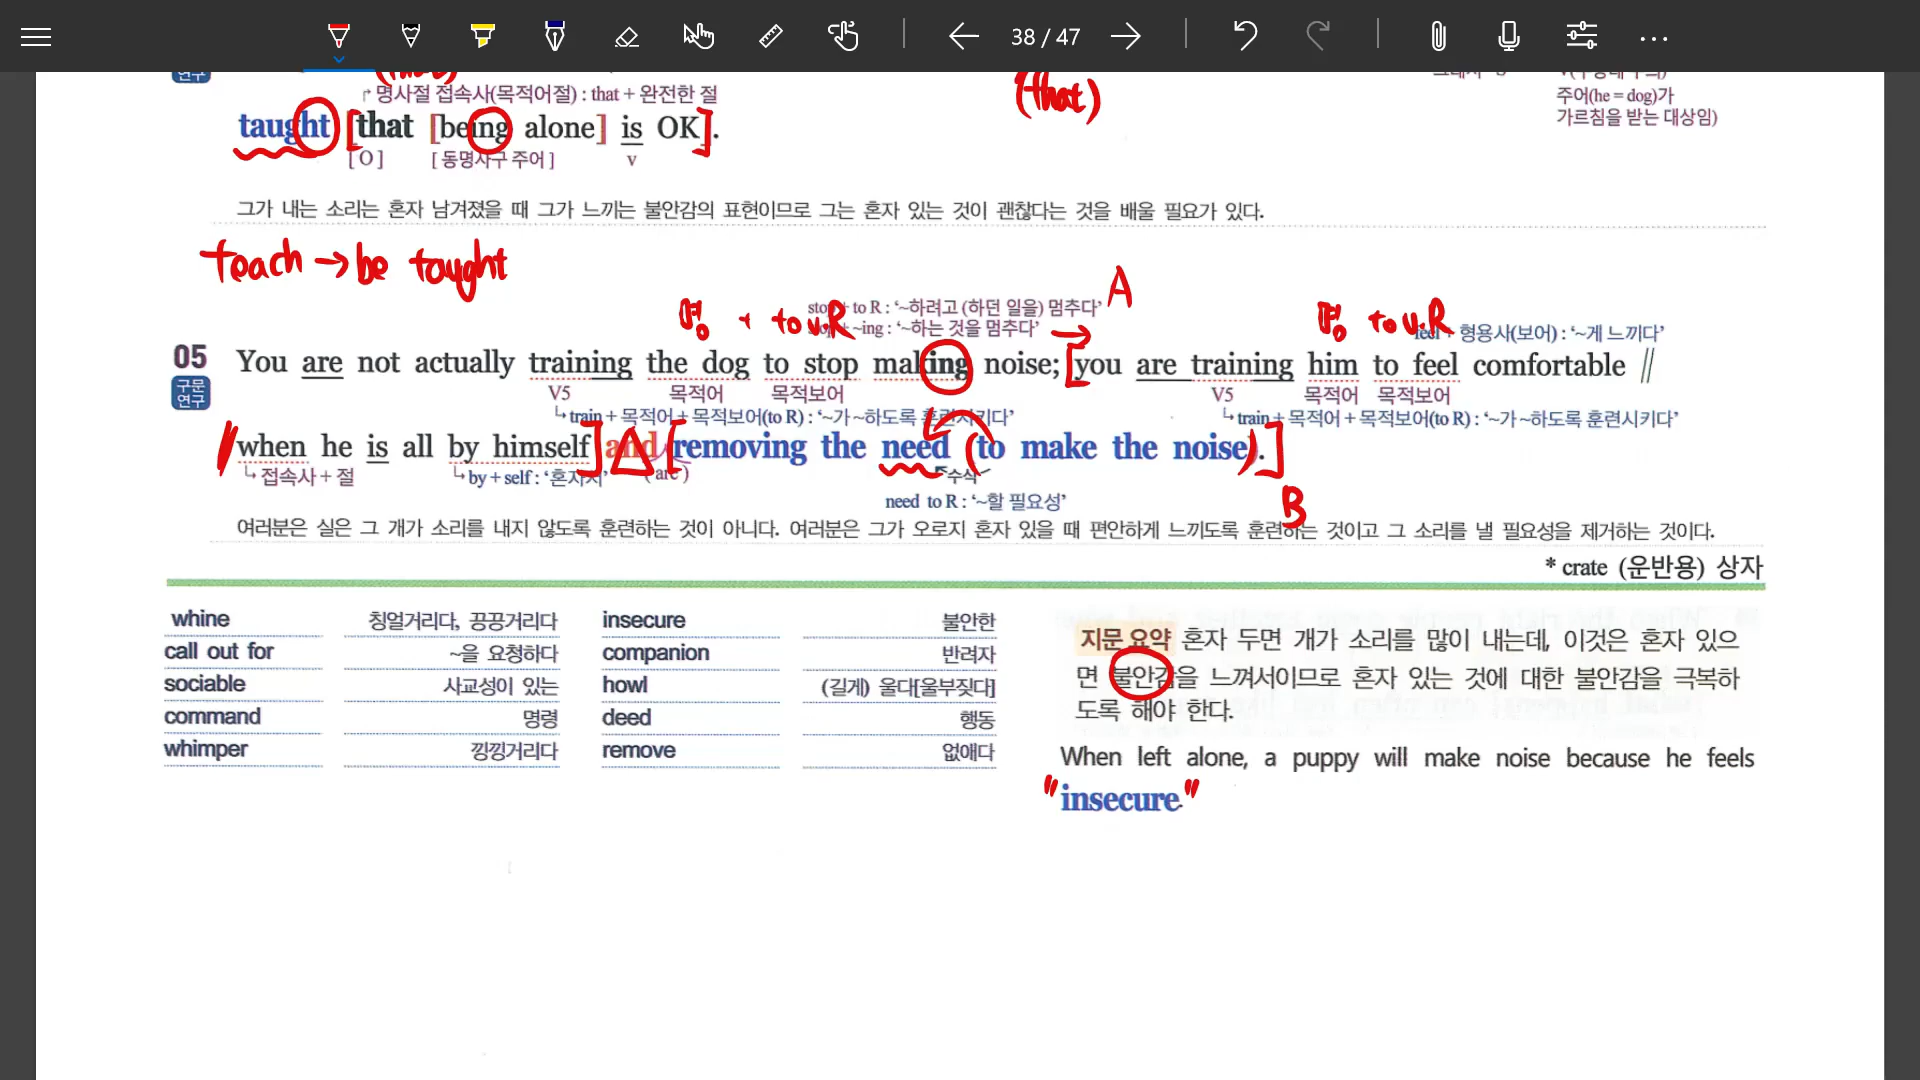 38 / 47
연구
명사절 접속사(목적어절) : that + 완전한 절
(that)
주어(he = dog)가
가르침을 받는 대상임)
taught [that [being alone] is OK].
[ O ] [ 동명사구 주어 ] v
그가 내는 소리는 혼자 남겨졌을 때 그가 느끼는 불안감의 표현이므로 그는 혼자 있는 것이 괜찮다는 것을 배울 필요가 있다.
teach → be taught
A
stop + to R : ‘~하려고 (하던 일을) 멈추다’
+ to v.R + ~ing : ‘~하는 것을 멈추다’
to v.R feel + 형용사(보어) : ‘~게 느끼다’
05 You are not actually training the dog to stop making noise; [you are training him to feel comfortable //
구문
연구
V5 목적어 목적보어 V5 목적어 목적보어
train + 목적어 + 목적보어(to R) : ‘~가 ~하도록 훈련시키다’ train + 목적어 + 목적보어(to R) : ‘~가 ~하도록 훈련시키다’
when he is all by himself] and [removing the need (to make the noise).]
접속사 + 절 by + self : ‘혼자서’ (are) 수식
need to R : ‘~할 필요성’ B
여러분은 실은 그 개가 소리를 내지 않도록 훈련하는 것이 아니다. 여러분은 그가 오로지 혼자 있을 때 편안하게 느끼도록 훈련하는 것이고 그 소리를 낼 필요성을 제거하는 것이다.
* crate (운반용) 상자
whine 칭얼거리다, 끙끙거리다 insecure 불안한
call out for ~을 요청하다 companion 반려자
sociable 사교성이 있는 howl (길게) 울다[울부짖다]
command 명령 deed 행동
whimper 낑낑거리다 remove 없애다
지문 요약 혼자 두면 개가 소리를 많이 내는데, 이것은 혼자 있으
면 불안감을 느껴서이므로 혼자 있는 것에 대한 불안감을 극복하
도록 해야 한다.
When left alone, a puppy will make noise because he feels
"insecure."